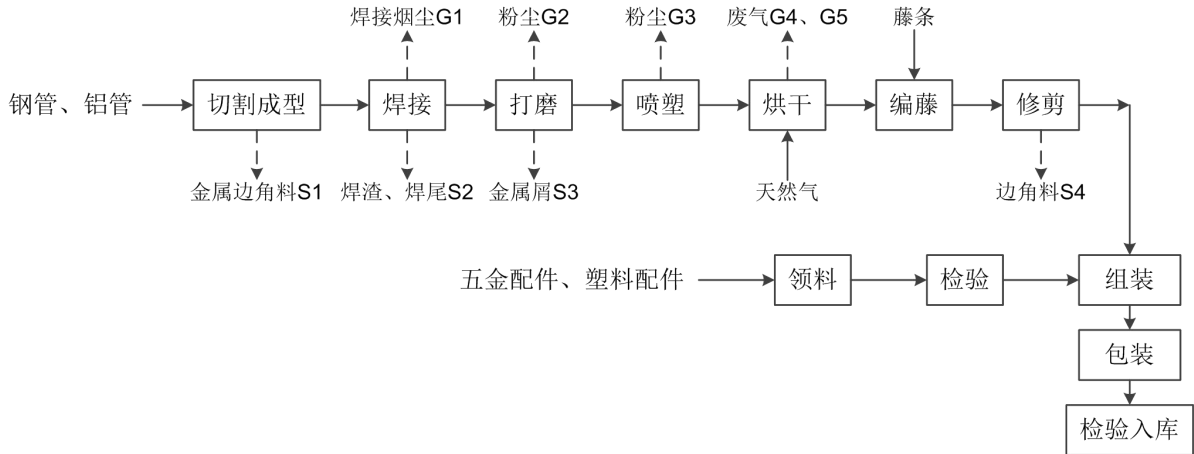 焊接烟尘G1
粉尘G2
粉尘G3
废气G4、G5
藤条
钢管、铝管
切割成型
焊接
打磨
喷塑
烘干
编藤
修剪
金属边角料S1
焊渣、焊尾S2
金属屑S3
天然气
边角料S4
五金配件、塑料配件
领料
检验
组装
包装
检验入库